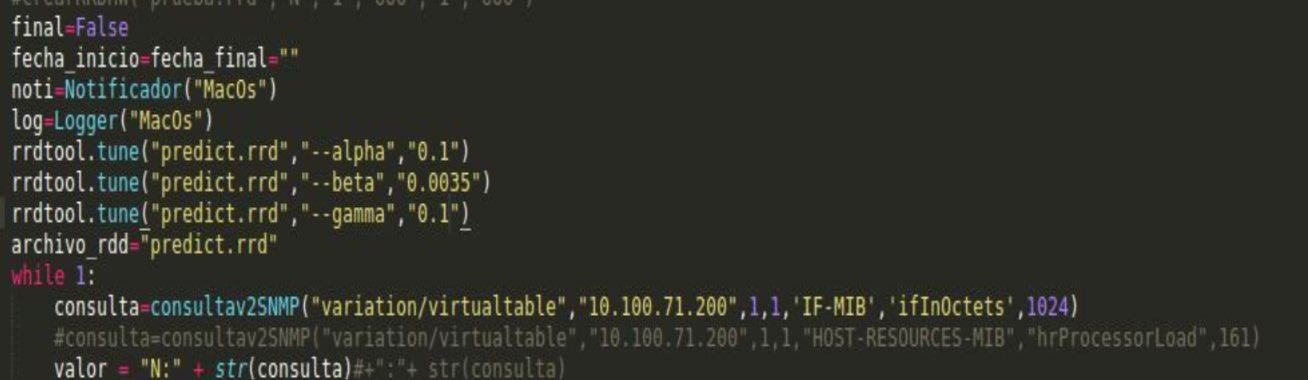 #crearRRDHW("prueba.rrd","N","1","600","1","600")
final=False
fecha_inicio=fecha_final=""
noti=Notificador("MacOs")
log=Logger("MacOs")
rrdtool.tune("predict.rrd","--alpha","0.1")
rrdtool.tune("predict.rrd","--beta","0.0035")
rrdtool.tune("predict.rrd","--gamma","0.1")
archivo_rdd="predict.rrd"
while 1:
    consulta=consultav2SNMP("variation/virtualtable","10.100.71.200",1,1,'IF-MIB','ifInOctets',1024)
    #consulta=consultav2SNMP("variation/virtualtable","10.100.71.200",1,1,"HOST-RESOURCES-MIB","hrProcessorLoad",161)
    valor = "N:" + str(consulta)#+":"+ str(consulta)